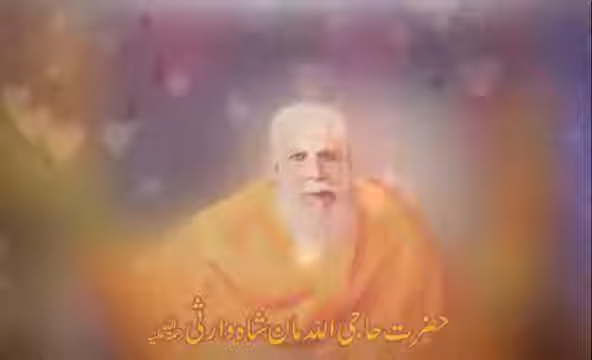 حضرت حاجی اللہ مان شاہ وارثی